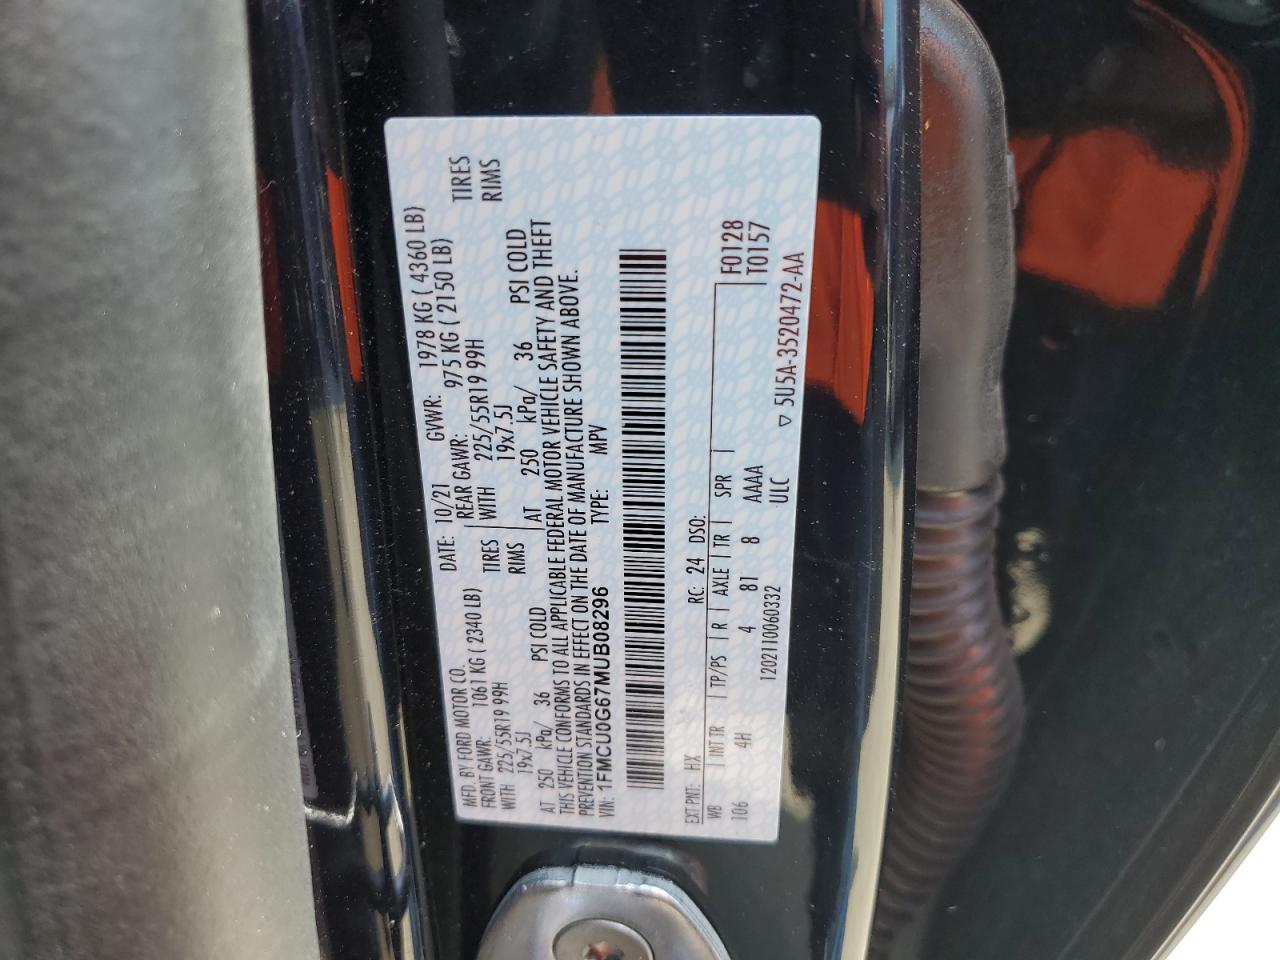 MFD. BY FORD MOTOR CO. DATE: 10/21 GVWR: 1978 KG ( 4360 LB)
FRONT GAWR: 1061 KG ( 2340 LB) REAR GAWR: 975 KG ( 2150 LB)
WITH 225/55R19 99H TIRES WITH 225/55R19 99H TIRES
19x7.5J RIMS 19x7.5J RIMS
AT 250 kPa/ 36 PSI COLD AT 250 kPa/ 36 PSI COLD
THIS VEHICLE CONFORMS TO ALL APPLICABLE FEDERAL MOTOR VEHICLE SAFETY AND THEFT
PREVENTION STANDARDS IN EFFECT ON THE DATE OF MANUFACTURE SHOWN ABOVE.
VIN: 1FMCU0G67MUB08296 TYPE: MPV
EXT PNT: HX RC: 24 DSO: F0128
WB INT TR TP/PS R AXLE TR SPR T0157
106 4H 4 81 8 AAAA
1202110060332 ULC ▽ 5U5A-3520472-AA